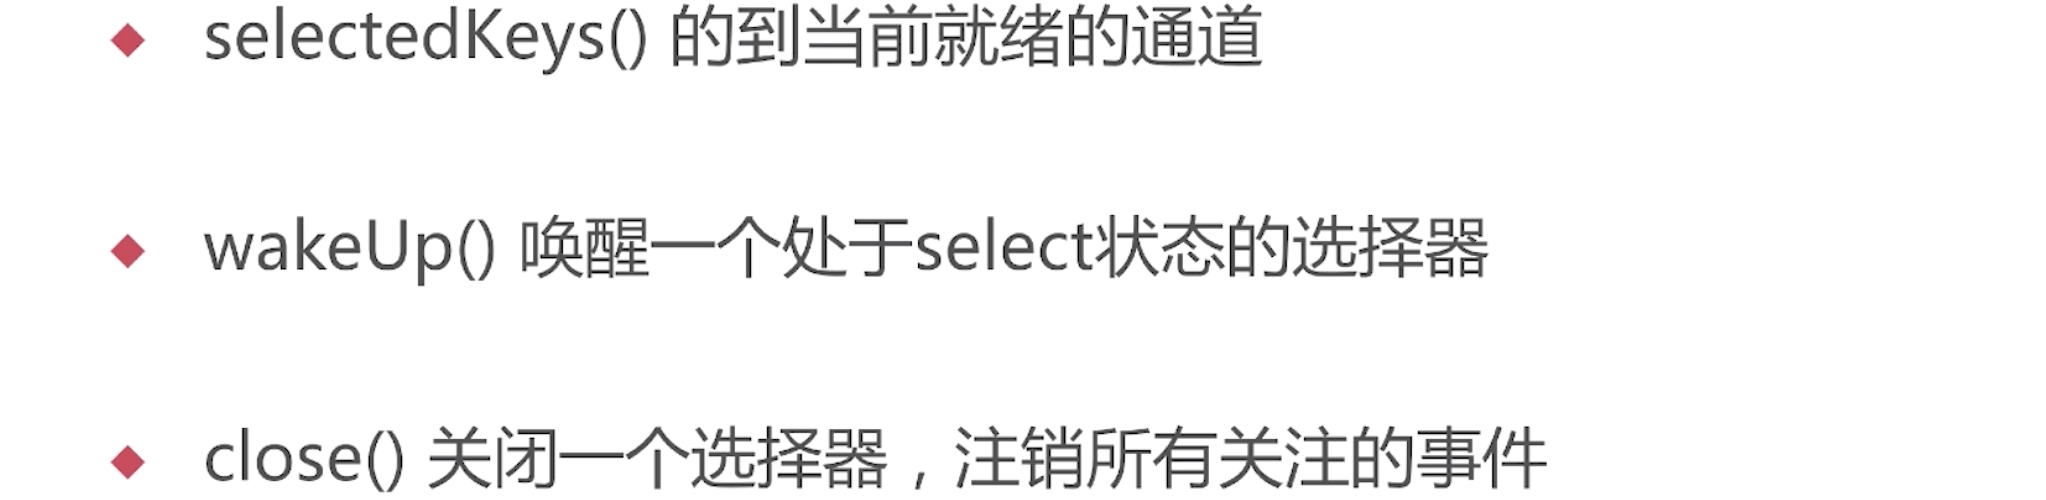 selectedKeys() 的到当前就绪的通道
wakeUp() 唤醒一个处于select状态的选择器
close() 关闭一个选择器，注销所有关注的事件